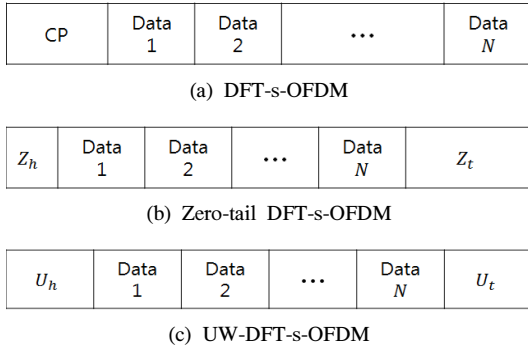 CP Data 1 Data 2 ... Data N
(a) DFT-s-OFDM
Z_h Data 1 Data 2 ... Data N Z_t
(b) Zero-tail DFT-s-OFDM
U_h Data 1 Data 2 ... Data N U_t
(c) UW-DFT-s-OFDM